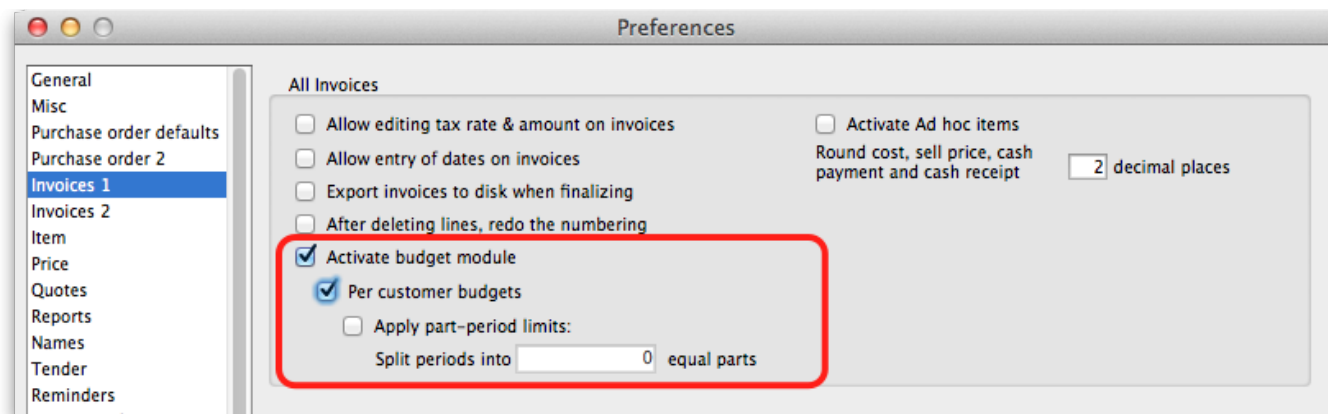 Preferences
General
Misc
Purchase order defaults
Purchase order 2
Invoices 1
Invoices 2
Item
Price
Quotes
Reports
Names
Tender
Reminders
All Invoices
Allow editing tax rate & amount on invoices
Allow entry of dates on invoices
Export invoices to disk when finalizing
After deleting lines, redo the numbering
Activate budget module
Per customer budgets
Apply part-period limits:
Split periods into 0 equal parts
Activate Ad hoc items
Round cost, sell price, cash
payment and cash receipt 2 decimal places